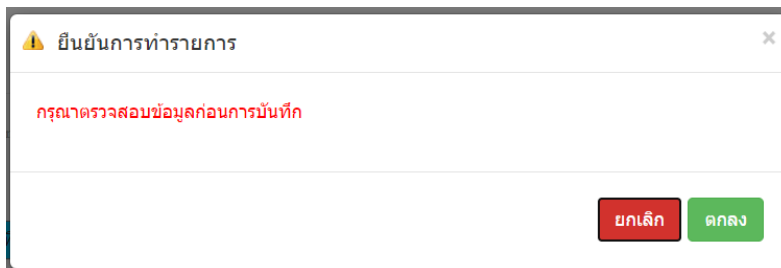 ยืนยันการทำรายการ
×
กรุณาตรวจสอบข้อมูลก่อนการบันทึก
ยกเลิก
ตกลง